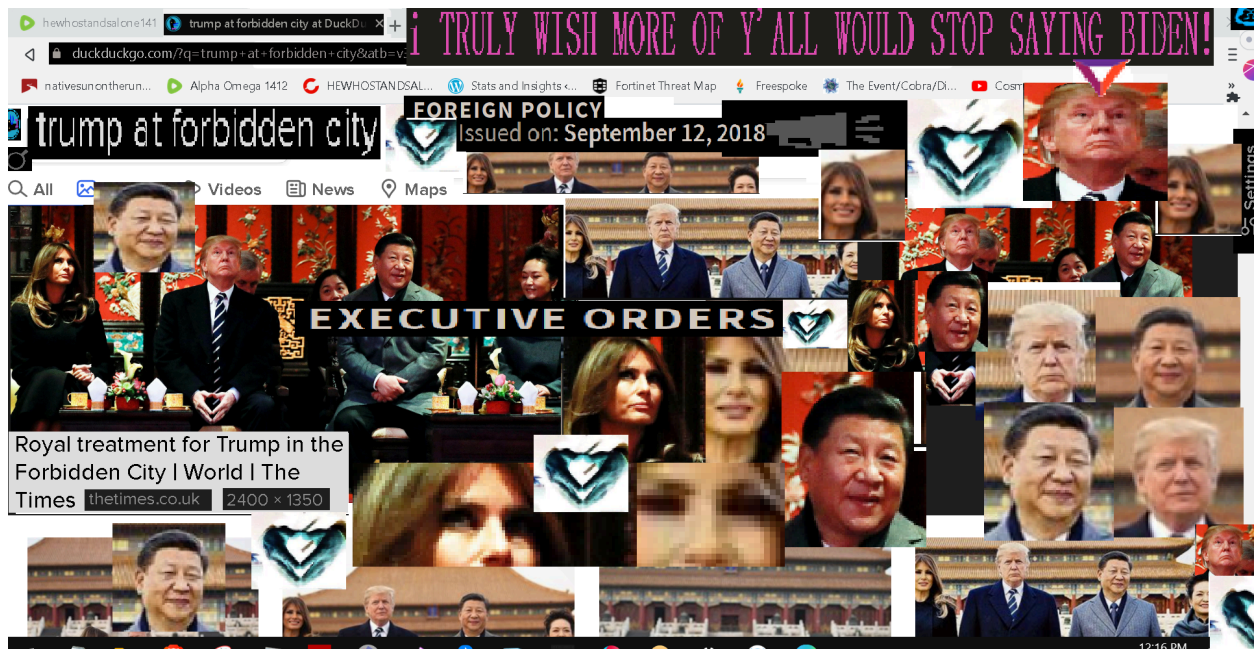 hewhostandsalone141
trump at forbidden city at DuckDu
i TRULY WISH MORE OF Y'ALL WOULD STOP SAYING BIDEN!
duckduckgo.com/?q=trump+at+forbidden+city&atb=v
nativesunontherun...
Alpha Omega 1412
HEWHOSTANDSAL...
Stats and Insights ‹...
Fortinet Threat Map
Freespoke
The Event/Cobra/Di...
Cosm
»
FOREIGN POLICY
Issued on: September 12, 2018
trump at forbidden city
All
Videos
News
Maps
Settings
EXECUTIVE ORDERS
Royal treatment for Trump in the
Forbidden City | World | The
Times thetimes.co.uk 2400 × 1350
12:16 PM